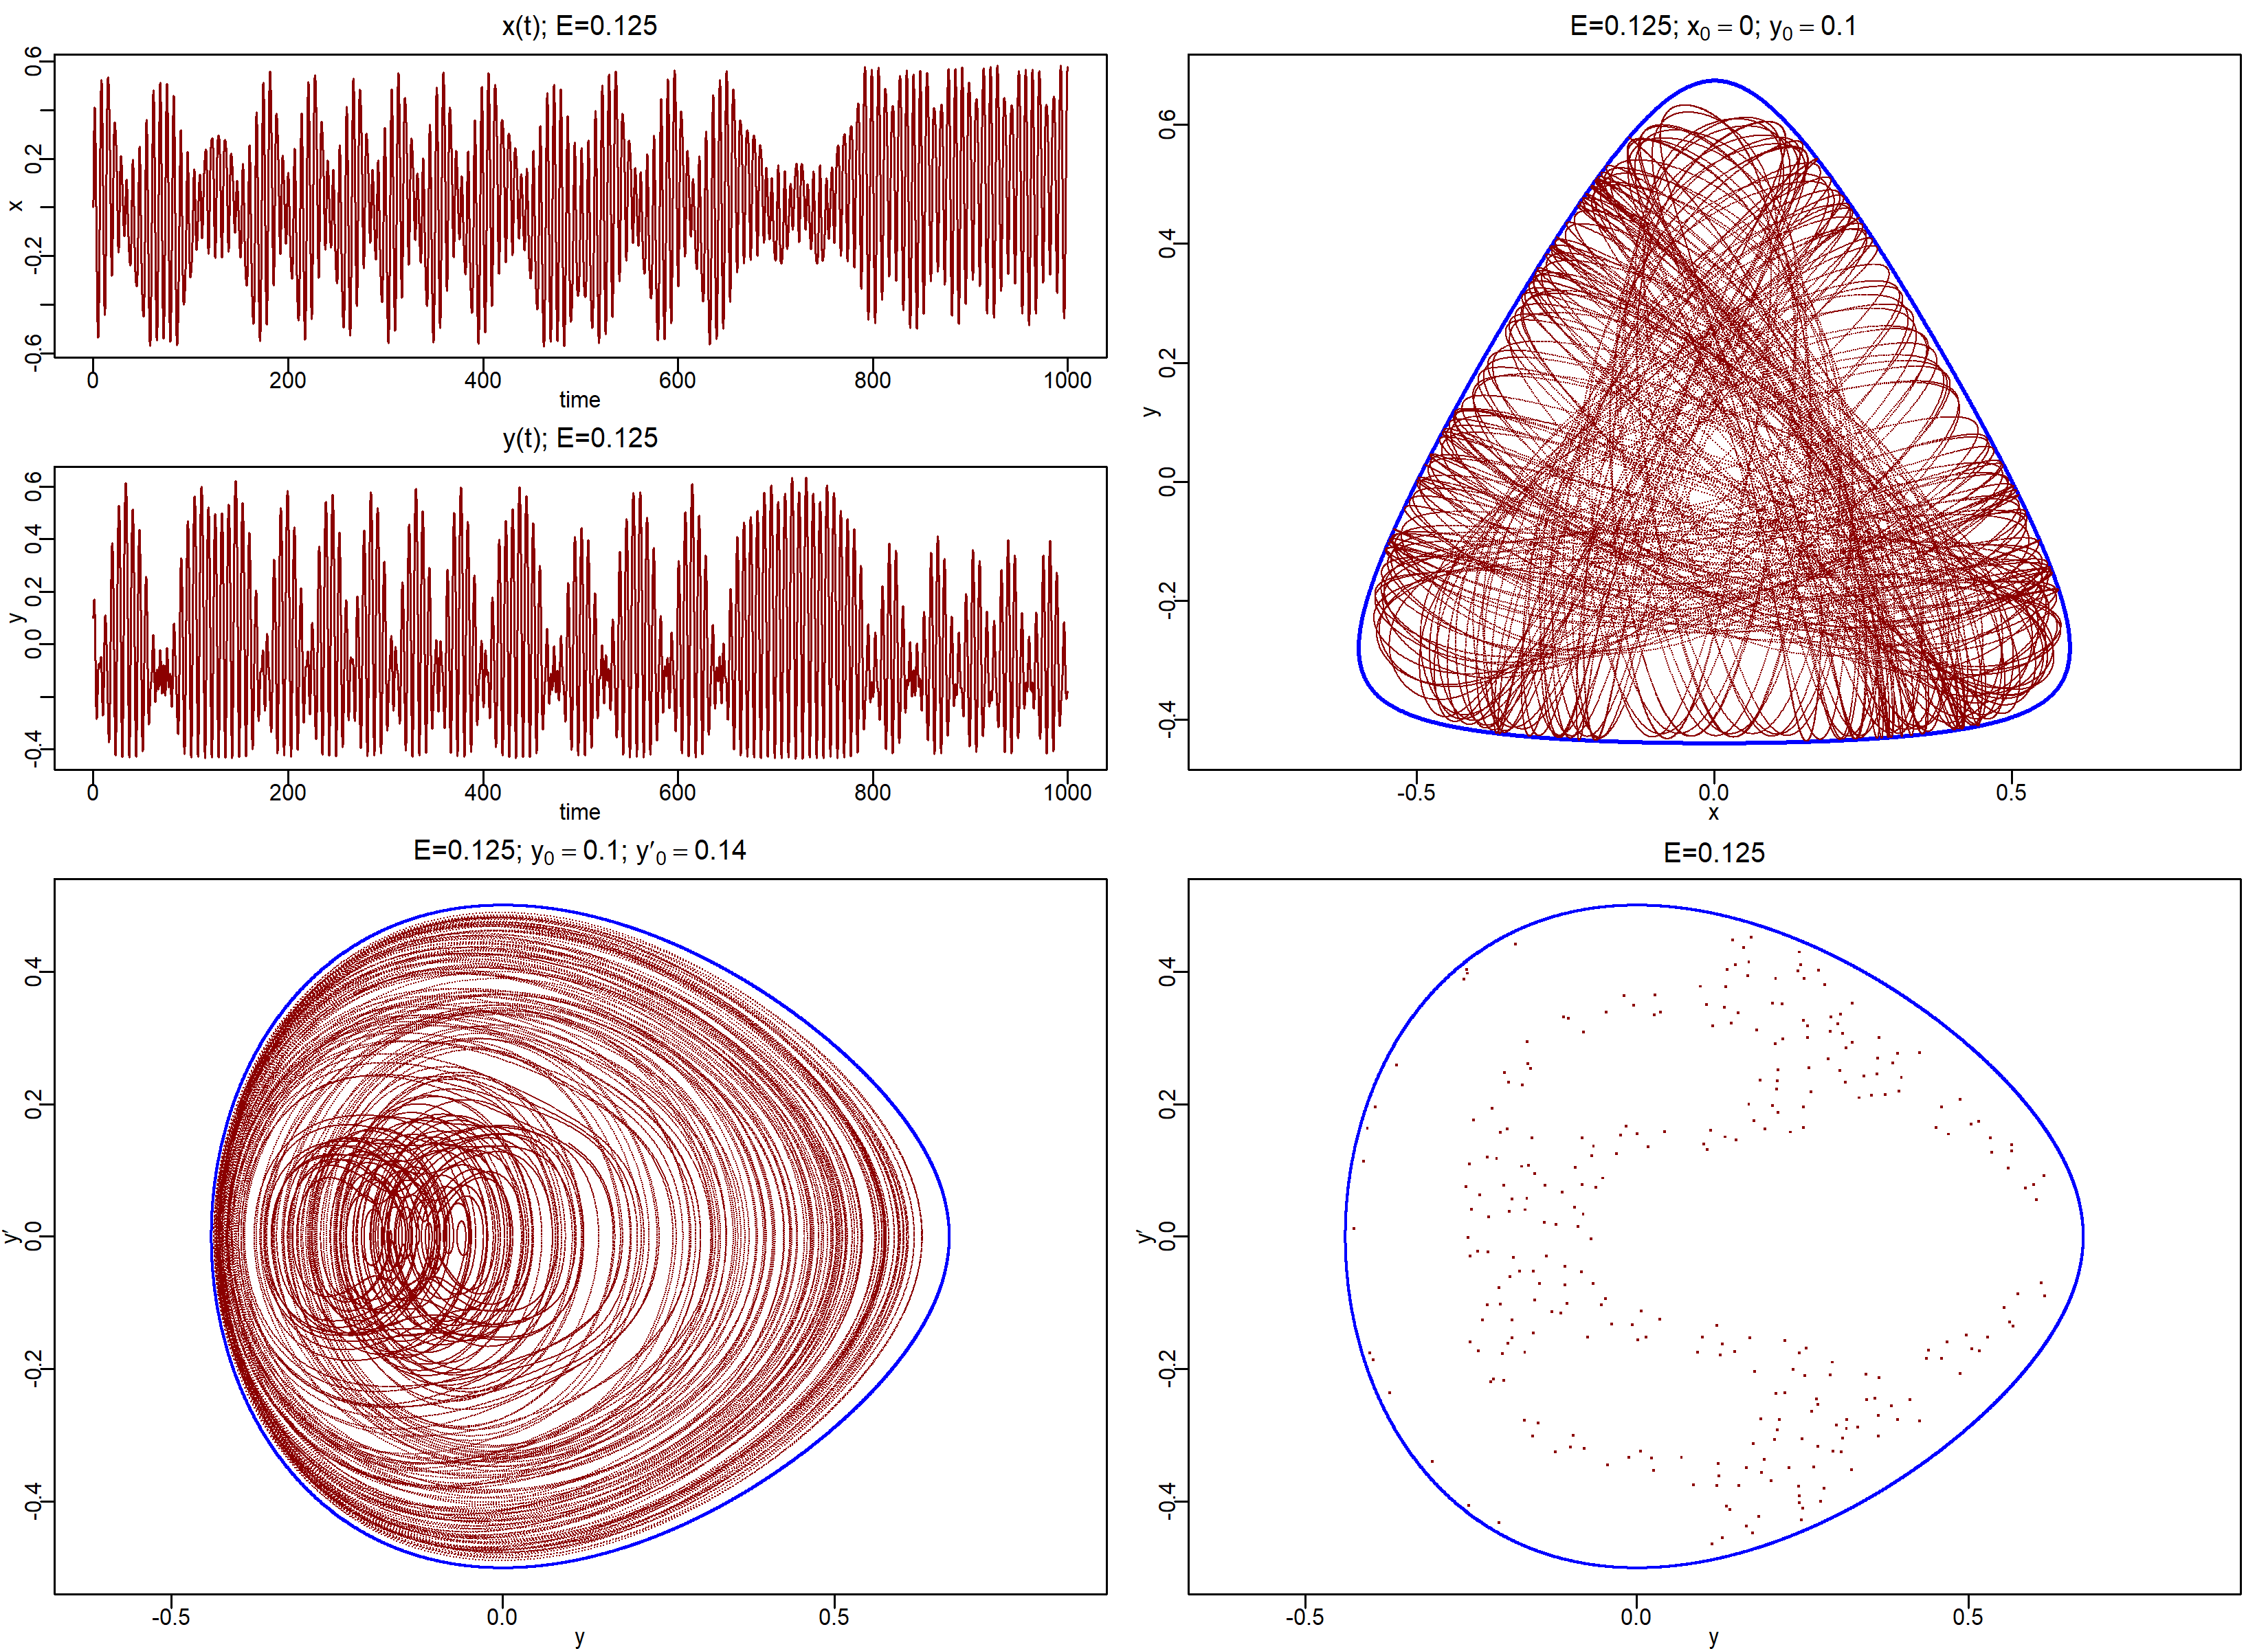 x(t); E=0.125
x
-0.6 -0.2 0.2 0.6
0 200 400 600 800 1000
time
y(t); E=0.125
y
-0.4 0.0 0.2 0.4 0.6
0 200 400 600 800 1000
time
E=0.125; x₀ = 0; y₀ = 0.1
y
-0.4 -0.2 0.0 0.2 0.4 0.6
-0.5 0.0 0.5
x
E=0.125; y₀ = 0.1; y′₀ = 0.14
y′
-0.4 -0.2 0.0 0.2 0.4
-0.5 0.0 0.5
y
E=0.125
y′
-0.4 -0.2 0.0 0.2 0.4
-0.5 0.0 0.5
y